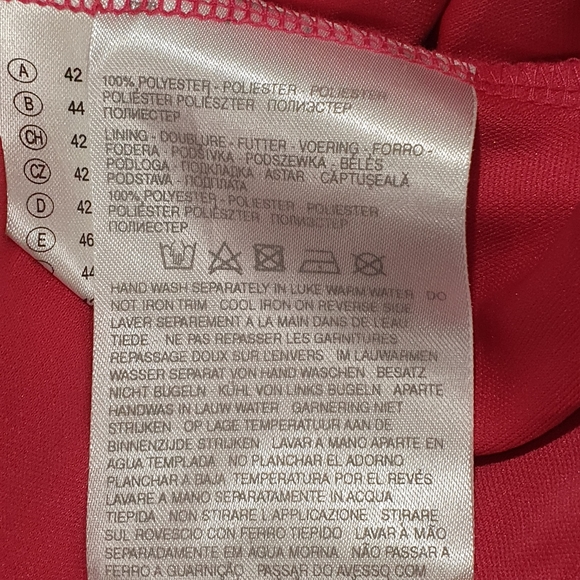 A 42
B 44
CH 42
CZ 42
D 42
E 46
44
100% POLYESTER - POLIESTER - POLIESTER
POLIÉSTER POLIÉSZTER ПОЛИЭСТЕР
ПОЛИЕСТЕР
LINING - DOUBLURE - FUTTER - VOERING - FORRO -
FODERA - PODŠÍVKA - PODSZEWKA - BÉLÉS
PODLOGA - ПОДКЛАДКА ASTAR CĂPTUŞEALĂ
PODSTAVA - ПОДПЛАТА
100% POLYESTER - POLIESTER - POLIESTER
POLIÉSTER POLIÉSZTER ПОЛИЭСТЕР
ПОЛИЕСТЕР
HAND WASH SEPARATELY IN LUKE WARM WATER DO
NOT IRON TRIM COOL IRON ON REVERSE SIDE
LAVER SEPAREMENT À LA MAIN DANS DE L'EAU
TIEDE NE PAS REPASSER LES GARNITURES
REPASSAGE DOUX SUR L'ENVERS IM LAUWARMEN
WASSER SEPARAT VON HAND WASCHEN BESATZ
NICHT BUGELN KÜHL VON LINKS BUGELN APARTE
HANDWAS IN LAUW WATER GARNERING NIET
STRIJKEN OP LAGE TEMPERATUUR AAN DE
BINNENZIJDE STRIJKEN LAVAR A MANO APARTE EN
AGUA TEMPLADA NO PLANCHAR EL ADORNO
PLANCHAR A BAJA TEMPERATURA POR EL REVÉS
LAVARE A MANO SEPARATAMENTE IN ACQUA
TIEPIDA NON STIRARE L'APPLICAZIONE STIRARE
SUL ROVESCIO CON FERRO TIEPIDO LAVAR À MÃO
SEPARADAMENTE EM ÁGUA MORNA NÃO PASSAR A
FERRO A GUARNIÇÃO PASSAR DO AVESSO COM